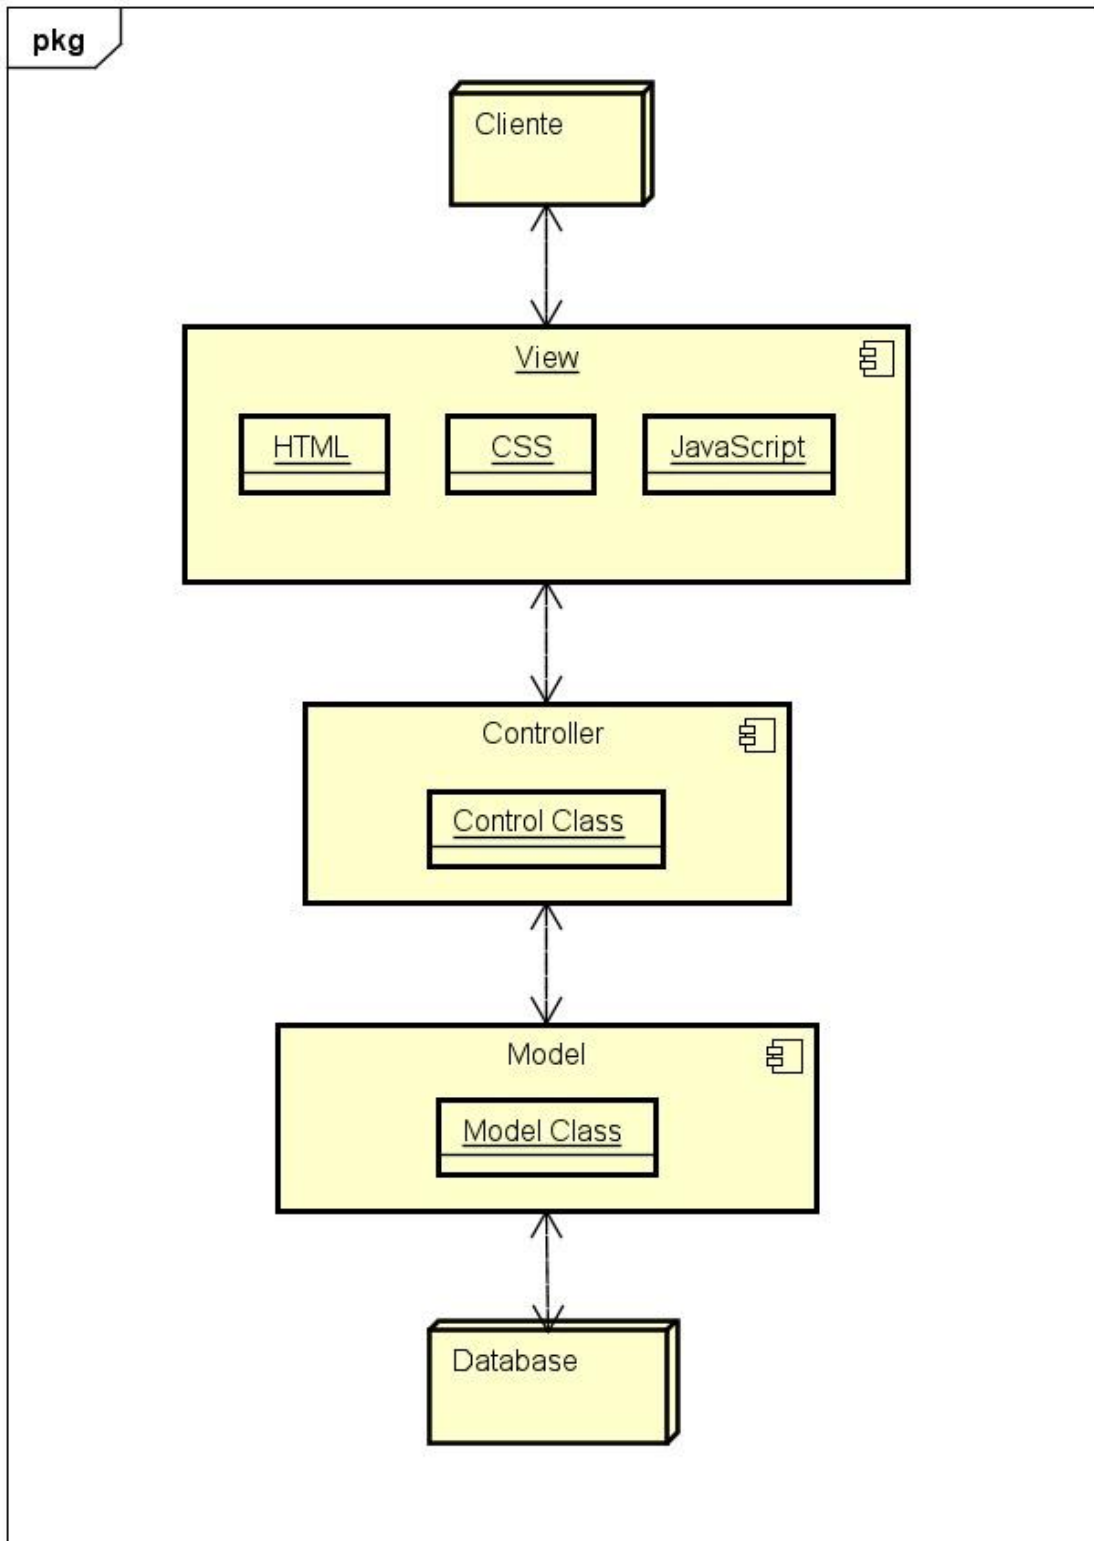 pkg
Cliente
View
HTML
CSS
JavaScript
Controller
Control Class
Model
Model Class
Database